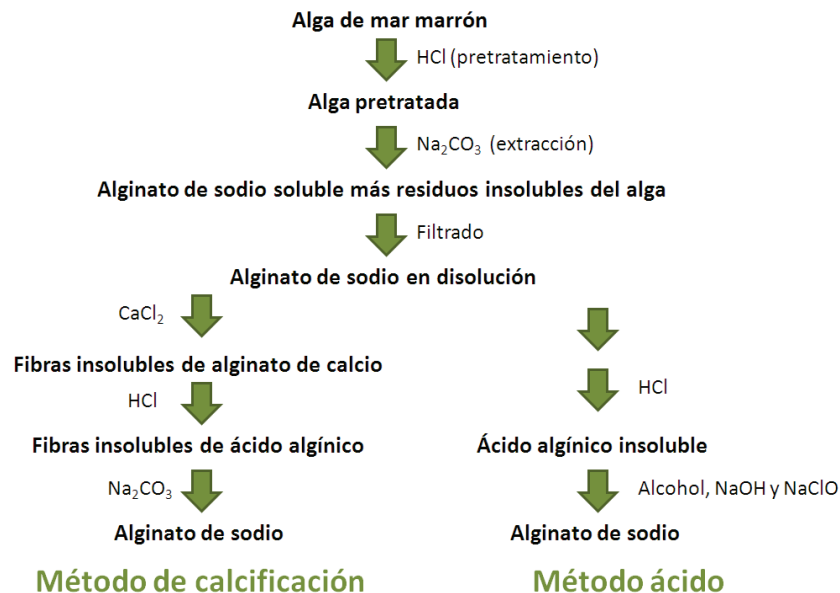 Alga de mar marrón
HCl (pretratamiento)
Alga pretratada
Na₂CO₃ (extracción)
Alginato de sodio soluble más residuos insolubles del alga
Filtrado
Alginato de sodio en disolución
CaCl₂
Fibras insolubles de alginato de calcio
HCl
HCl
Fibras insolubles de ácido algínico
Ácido algínico insoluble
Na₂CO₃
Alcohol, NaOH y NaClO
Alginato de sodio
Alginato de sodio
Método de calcificación
Método ácido